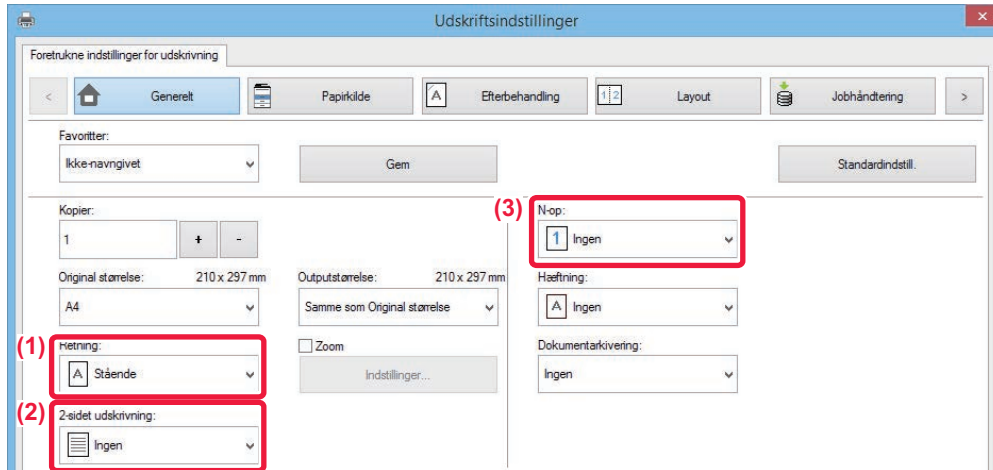 Udskriftsindstillinger
Foretrukne indstillinger for udskrivning
< Generelt Papirkilde A Efterbehandling 1 2 Layout Jobhåndtering >
Favoritter:
Ikke-navngivet Gem Standardindstill.
Kopier: (3) N-op:
1 + - 1 Ingen
Original størrelse: 210 x 297 mm Outputstørrelse: 210 x 297 mm Hæftning:
A4 Samme som Original størrelse A Ingen
(1) Retning: Zoom Dokumentarkivering:
A Stående Indstillinger... Ingen
(2) 2-sidet udskrivning:
Ingen